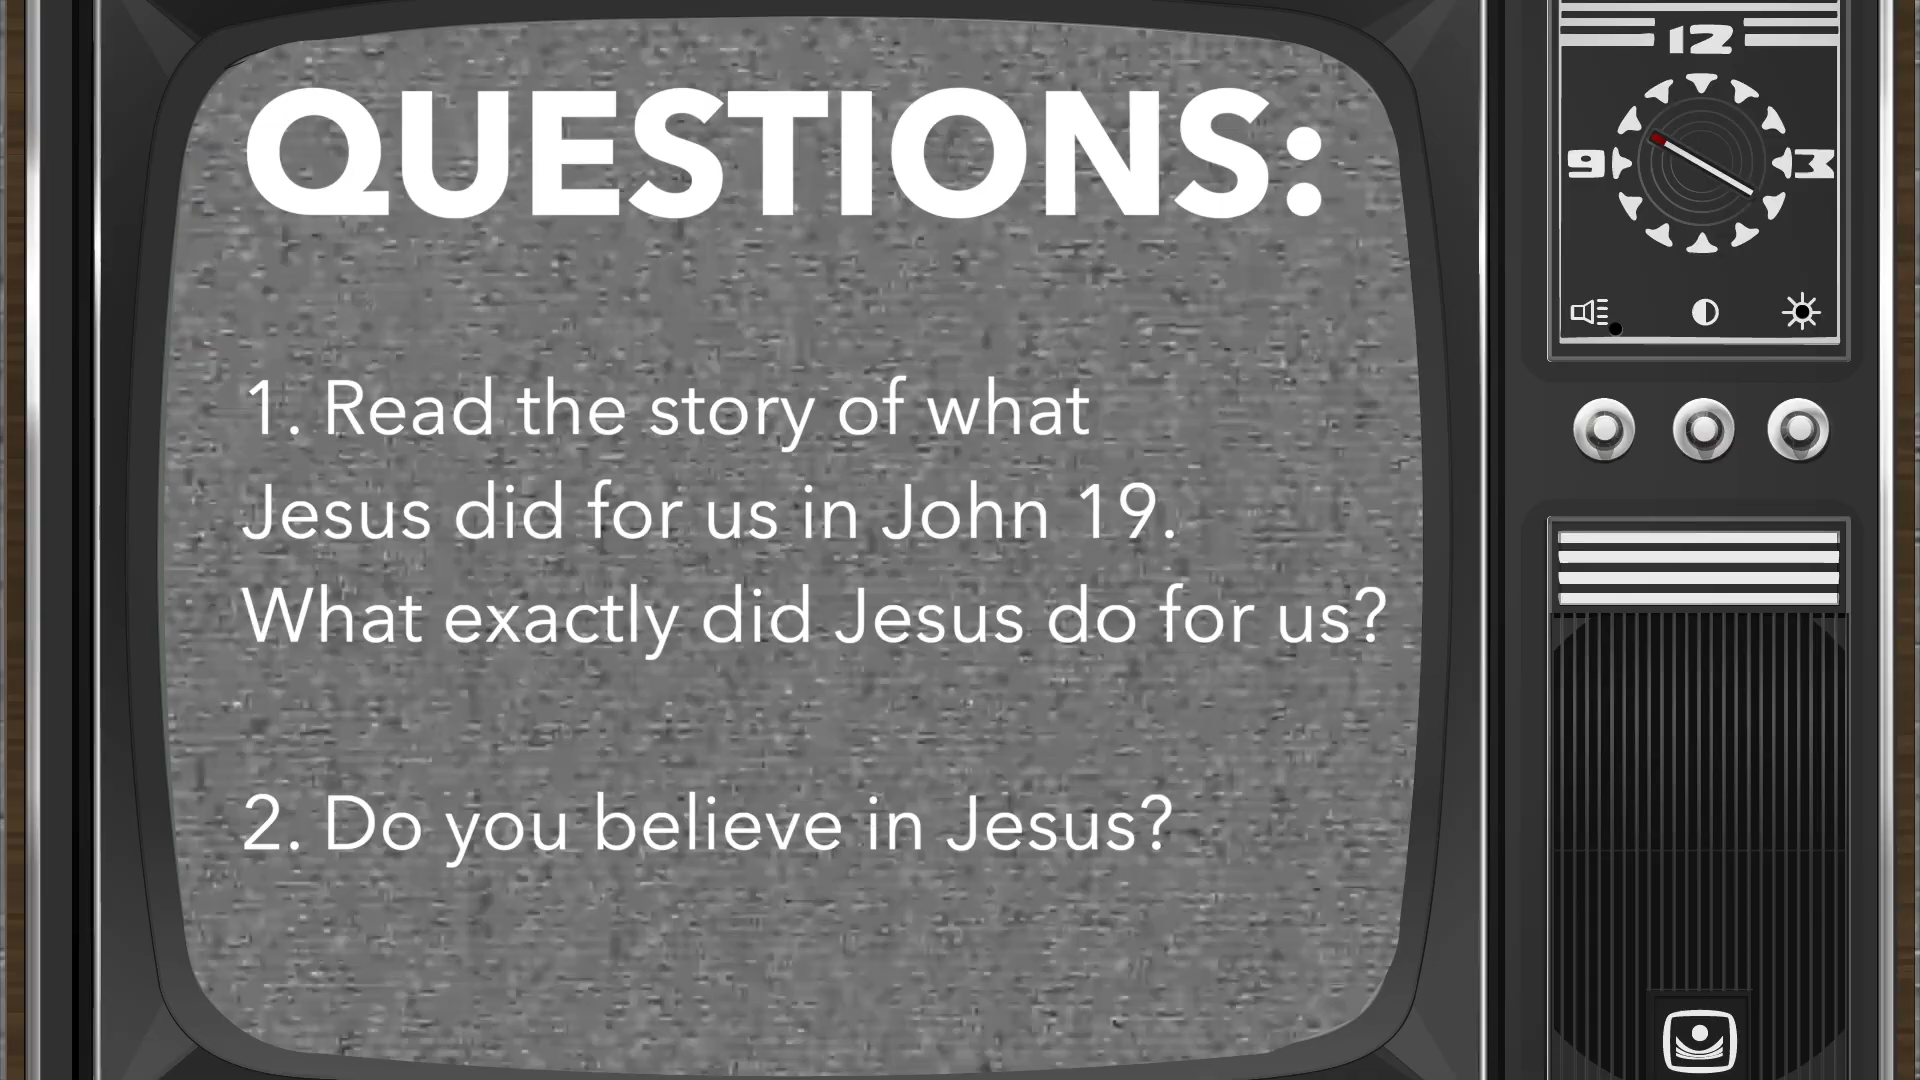 QUESTIONS:
1. Read the story of what
Jesus did for us in John 19.
What exactly did Jesus do for us?
2. Do you believe in Jesus?
12
9
3